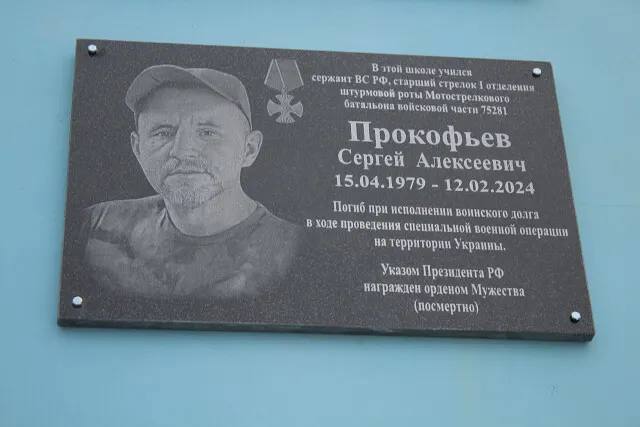 В этой школе учился
сержант ВС РФ, старший стрелок I отделения
штурмовой роты Мотострелкового
батальона войсковой части 75281
Прокофьев
Сергей Алексеевич
15.04.1979 - 12.02.2024
Погиб при исполнении воинского долга
в ходе проведения специальной военной операции
на территории Украины.
Указом Президента РФ
награжден орденом Мужества
(посмертно)